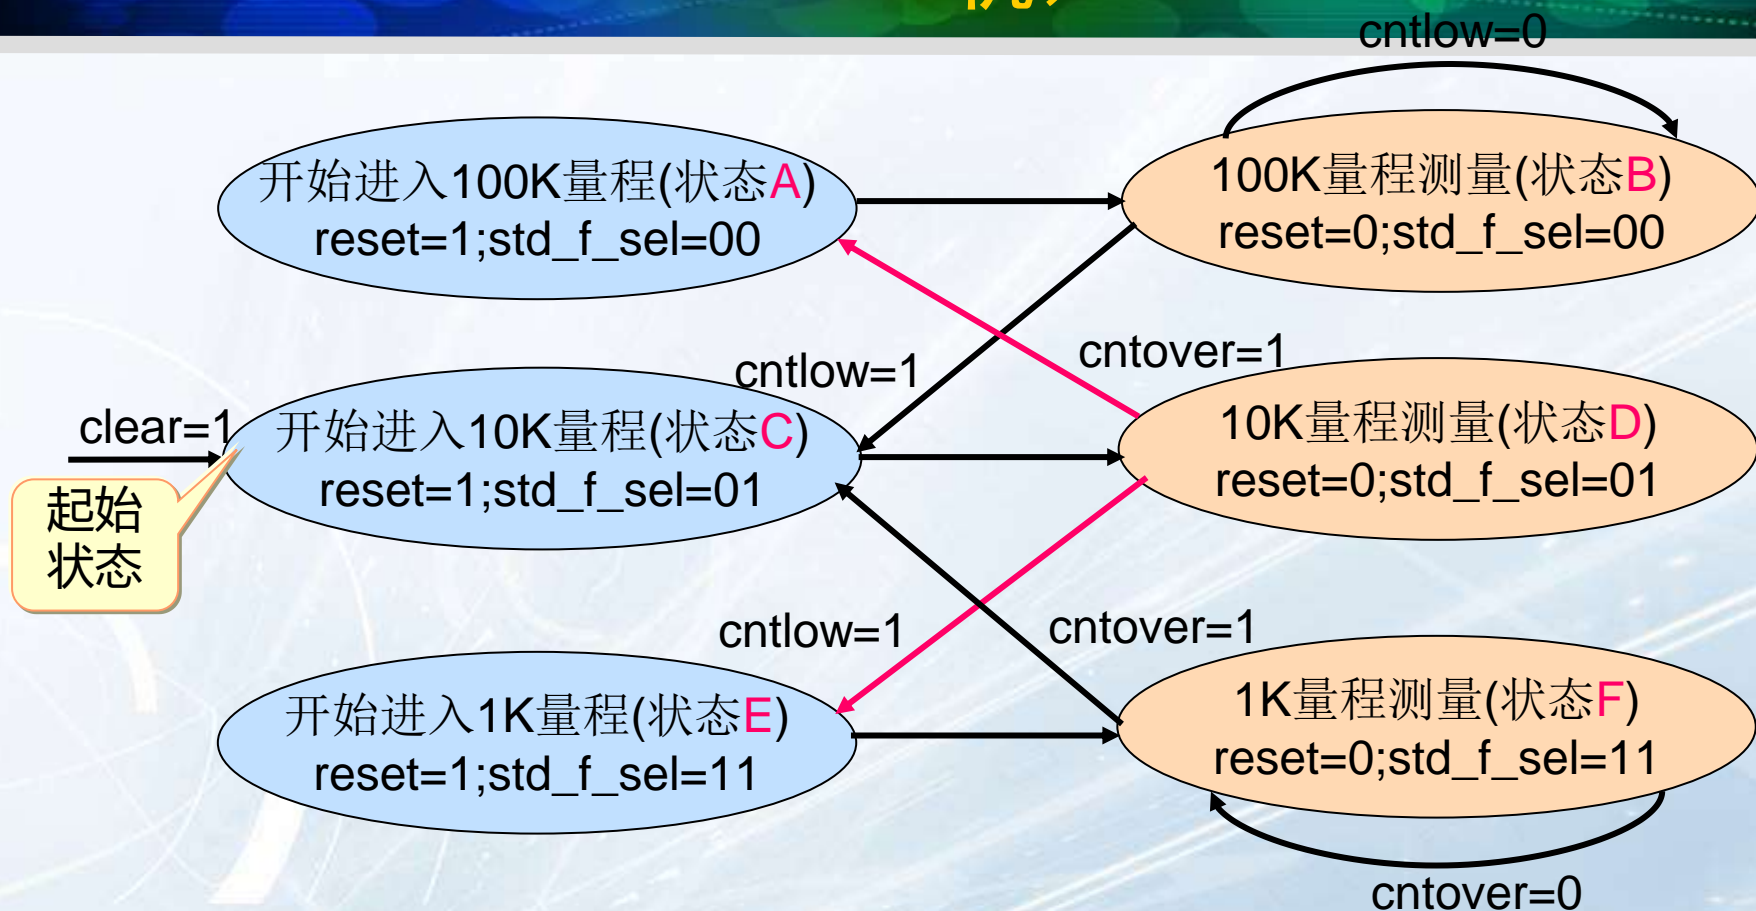 cntlow=0
开始进入100K量程(状态A)
reset=1;std_f_sel=00
100K量程测量(状态B)
reset=0;std_f_sel=00
cntlow=1
cntover=1
clear=1
开始进入10K量程(状态C)
reset=1;std_f_sel=01
10K量程测量(状态D)
reset=0;std_f_sel=01
起始
状态
cntlow=1
cntover=1
开始进入1K量程(状态E)
reset=1;std_f_sel=11
1K量程测量(状态F)
reset=0;std_f_sel=11
cntover=0